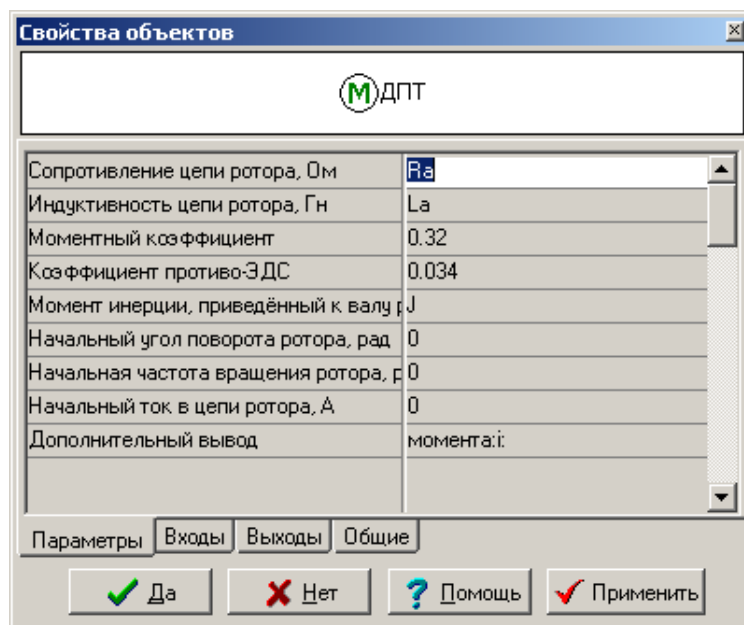 Свойства объектов
М ДПТ
Сопротивление цепи ротора, Ом Ra
Индуктивность цепи ротора, Гн La
Моментный коэффициент 0.32
Коэффициент противо-ЭДС 0.034
Момент инерции, приведённый к валу р J
Начальный угол поворота ротора, рад 0
Начальная частота вращения ротора, р 0
Начальный ток в цепи ротора, А 0
Дополнительный вывод момента:i:
Параметры Входы Выходы Общие
Да Нет Помощь Применить